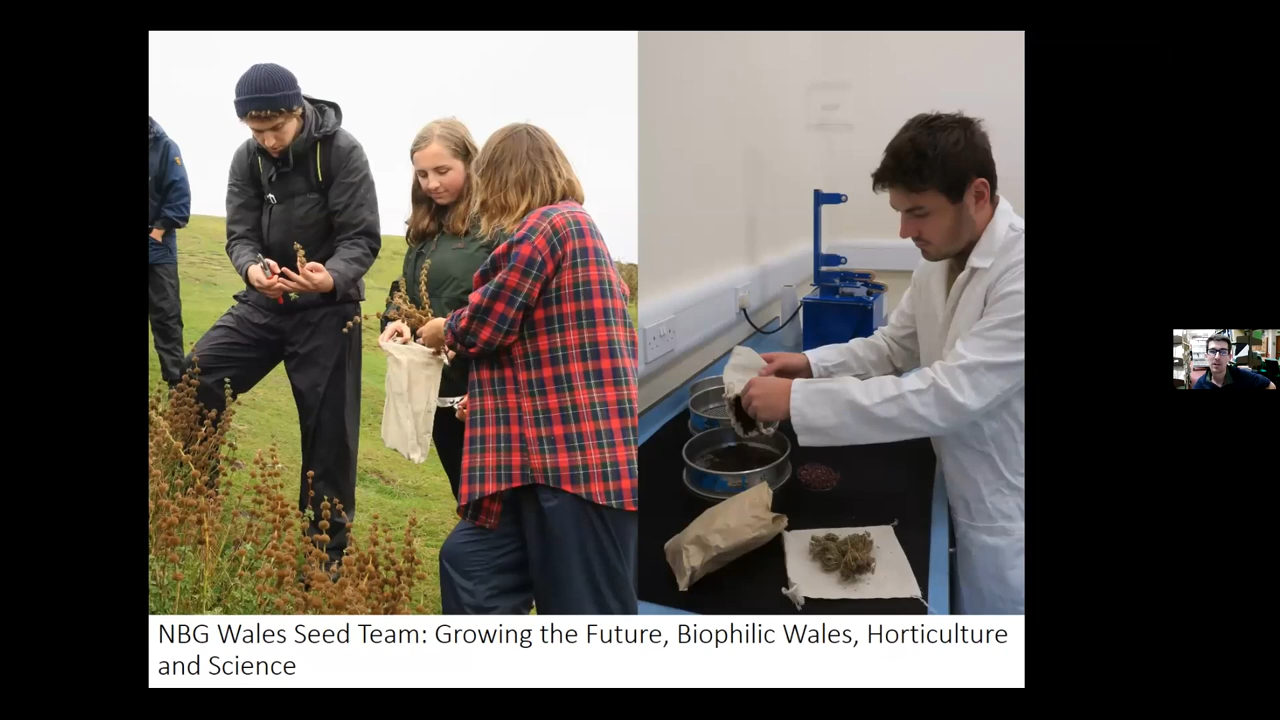 NBG Wales Seed Team: Growing the Future, Biophilic Wales, Horticulture
and Science